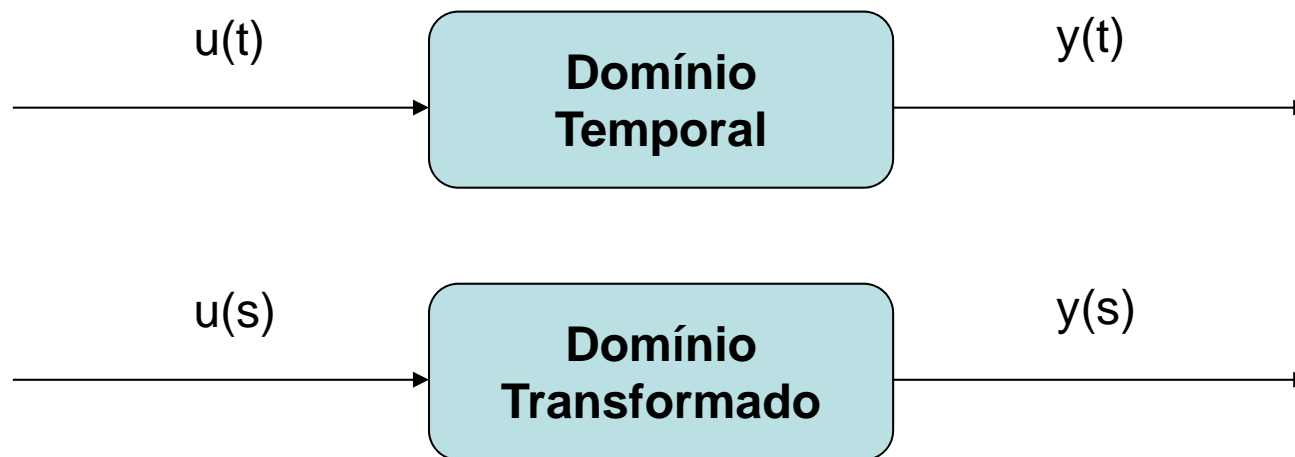 u(t)
Domínio
Temporal
y(t)
u(s)
Domínio
Transformado
y(s)